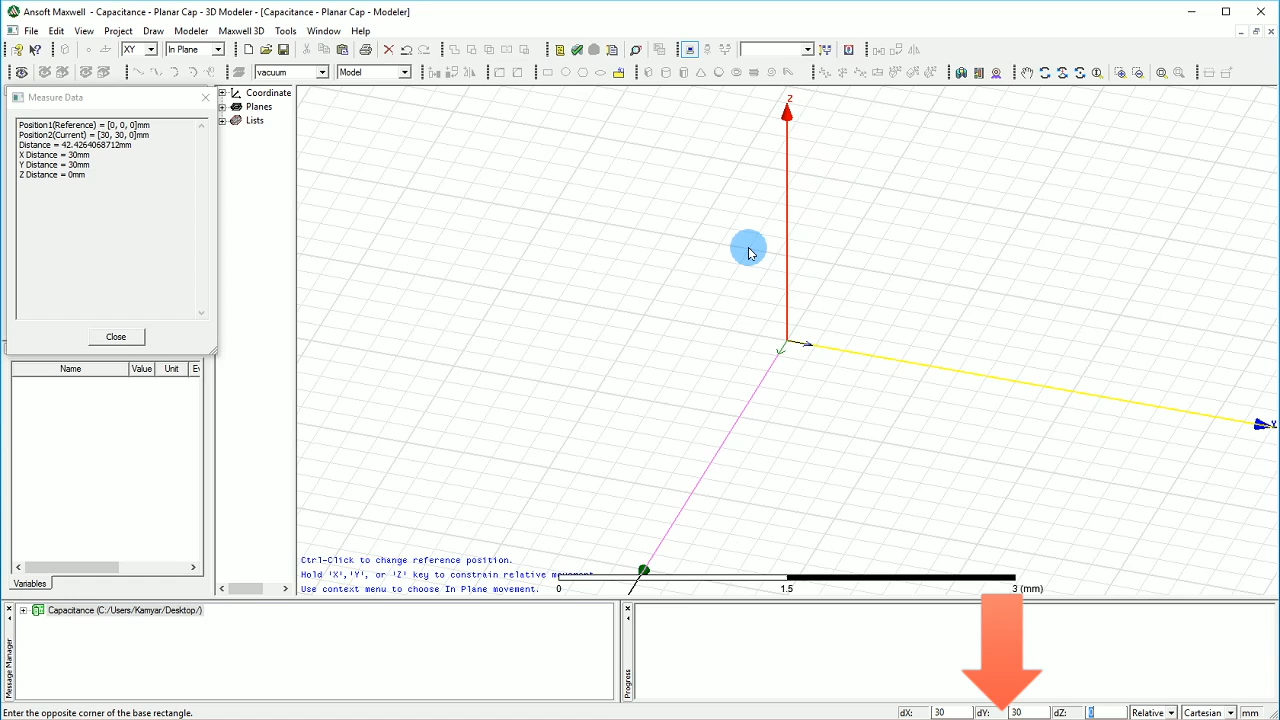 Ansoft Maxwell - Capacitance - Planar Cap - 3D Modeler - [Capacitance - Planar Cap - Modeler]
File Edit View Project Draw Modeler Maxwell 3D Tools Window Help
XY In Plane
vacuum Model
Measure Data
Position1(Reference) = [0, 0, 0]mm
Position2(Current) = [30, 30, 0]mm
Distance = 42.4264068712mm
X Distance = 30mm
Y Distance = 30mm
Z Distance = 0mm
Close
Coordinate
Planes
Lists
Z
Name Value Unit Ev
Variables
Ctrl-Click to change reference position.
Hold 'X','Y', or 'Z' key to constrain relative movement.
Use context menu to choose In Plane movement.
0 1.5 3 (mm)
Message Manager
Capacitance (C:/Users/Kamyar/Desktop/)
Progress
Enter the opposite corner of the base rectangle.
dX: 30 dY: 30 dZ: 0 Relative Cartesian mm